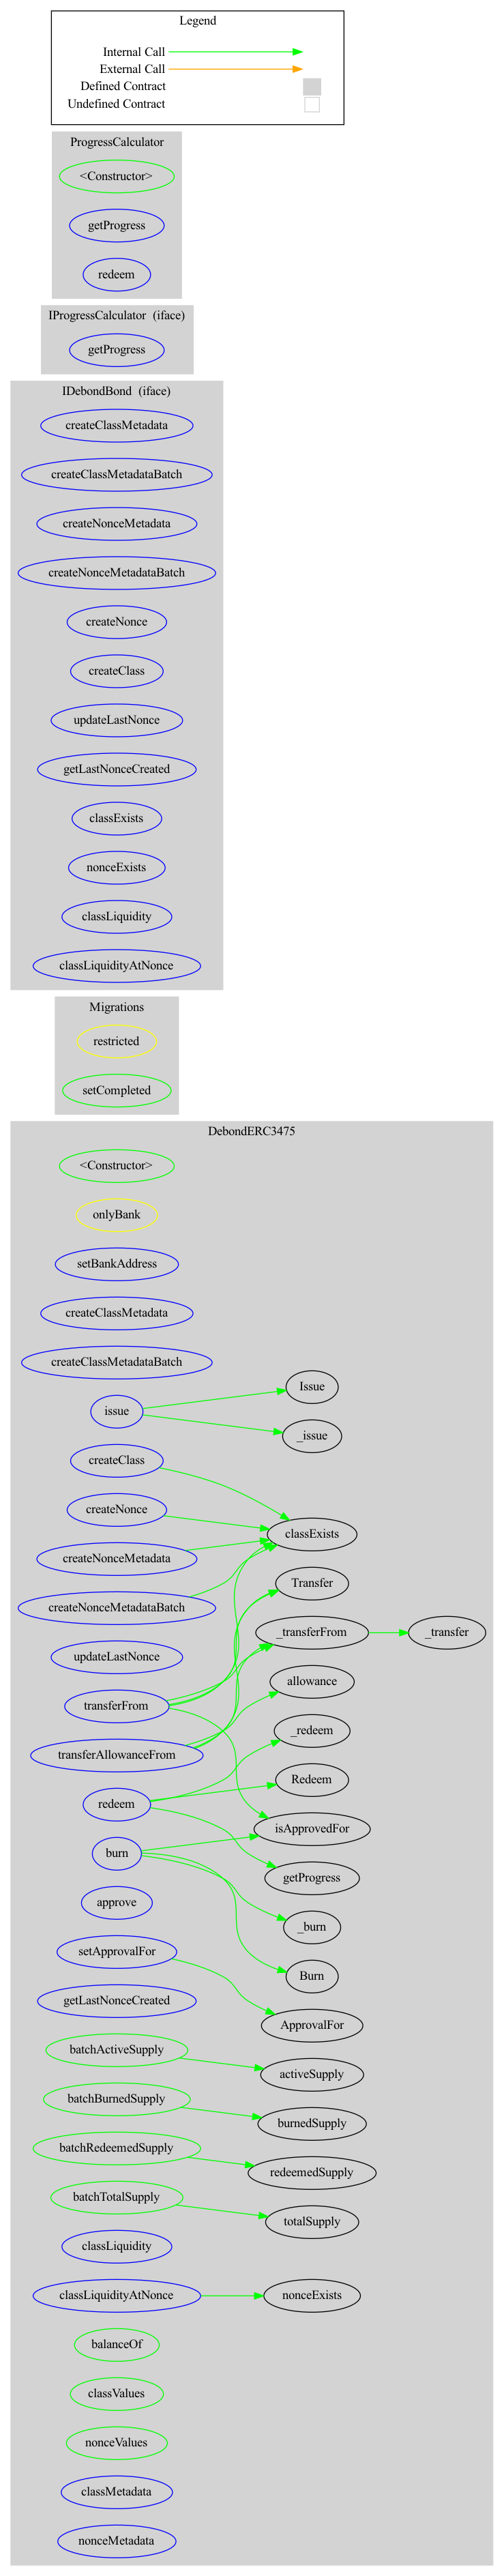 Legend
Internal Call
External Call
Defined Contract
Undefined Contract
ProgressCalculator
<Constructor>
getProgress
redeem
IProgressCalculator (iface)
getProgress
IDebondBond (iface)
createClassMetadata
createClassMetadataBatch
createNonceMetadata
createNonceMetadataBatch
createNonce
createClass
updateLastNonce
getLastNonceCreated
classExists
nonceExists
classLiquidity
classLiquidityAtNonce
Migrations
restricted
setCompleted
DebondERC3475
<Constructor>
onlyBank
setBankAddress
createClassMetadata
createClassMetadataBatch
Issue
issue
_issue
createClass
createNonce
classExists
createNonceMetadata
Transfer
createNonceMetadataBatch
_transferFrom
_transfer
updateLastNonce
allowance
transferFrom
_redeem
transferAllowanceFrom
Redeem
redeem
isApprovedFor
burn
getProgress
approve
_burn
setApprovalFor
Burn
getLastNonceCreated
ApprovalFor
batchActiveSupply
activeSupply
batchBurnedSupply
burnedSupply
batchRedeemedSupply
redeemedSupply
batchTotalSupply
totalSupply
classLiquidity
classLiquidityAtNonce
nonceExists
balanceOf
classValues
nonceValues
classMetadata
nonceMetadata